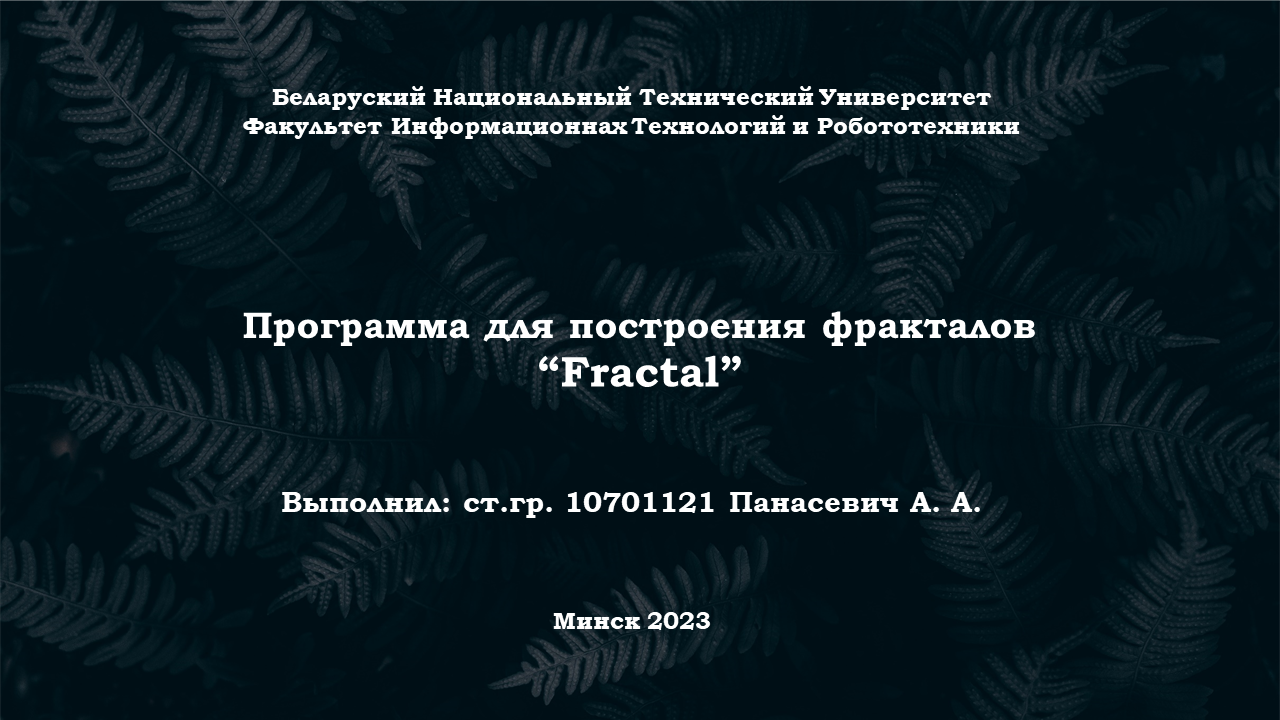 Беларуский Национальный Технический Университет
Факультет Информационнах Технологий и Робототехники
Программа для построения фракталов
“Fractal”
Выполнил: ст.гр. 10701121 Панасевич А. А.
Минск 2023